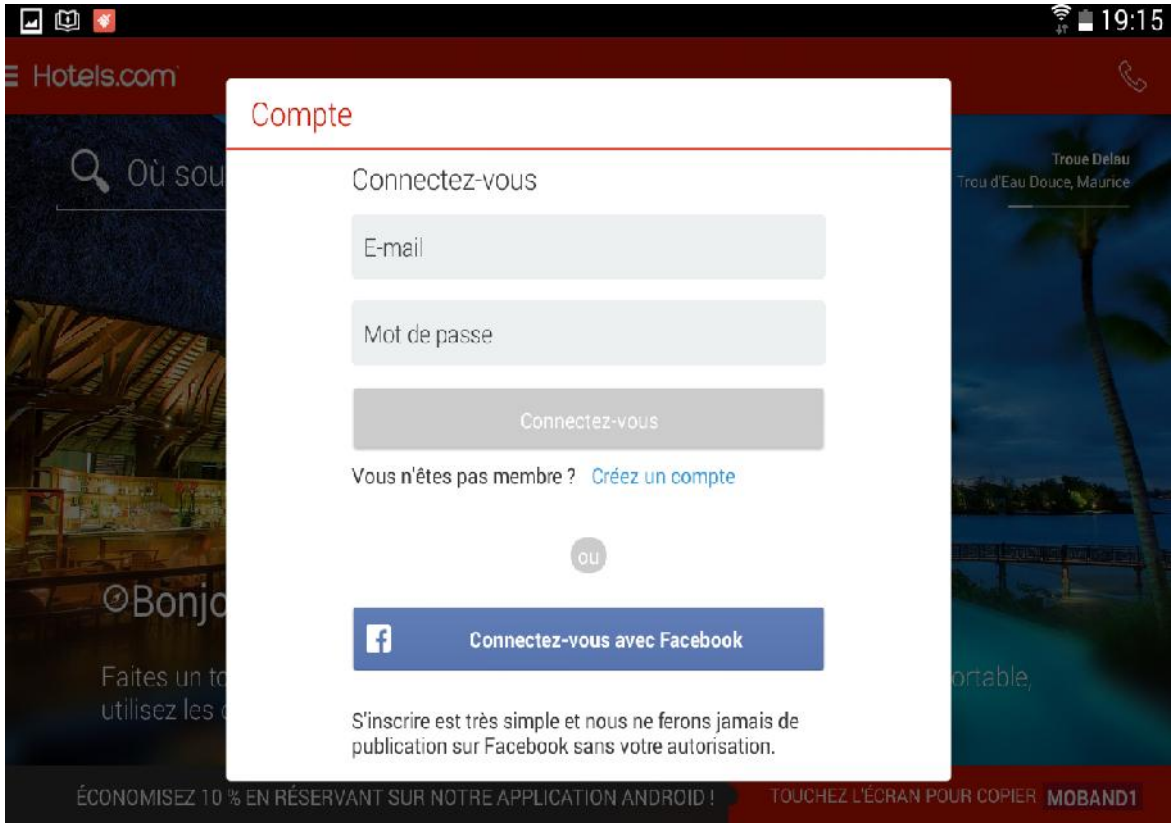 19:15
Hotels.com
Compte
Où sou
Troue Delau
Trou d'Eau Douce, Maurice
Connectez-vous
E-mail
Mot de passe
Connectez-vous
Vous n'êtes pas membre ? Créez un compte
ou
Bonjo
Connectez-vous avec Facebook
Faites un to
ortable,
utilisez les
S'inscrire est très simple et nous ne ferons jamais de
publication sur Facebook sans votre autorisation.
ÉCONOMISEZ 10 % EN RÉSERVANT SUR NOTRE APPLICATION ANDROID ! TOUCHEZ L'ÉCRAN POUR COPIER MOBAND1